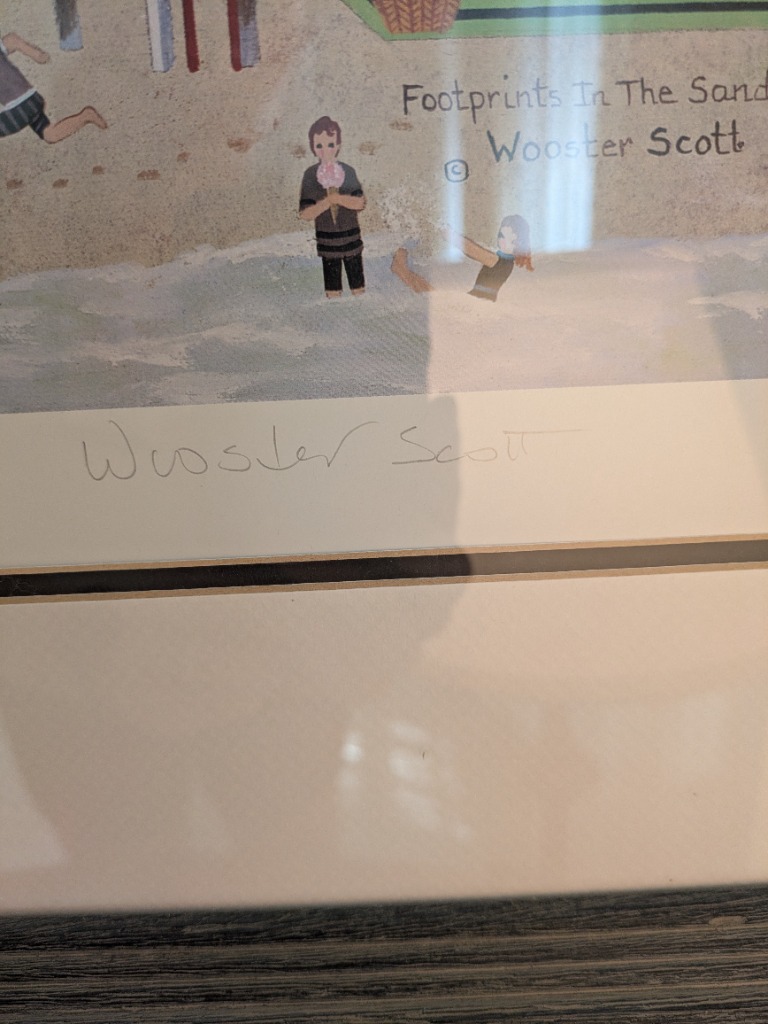 Footprints In The Sand
© Wooster Scott
Wooster Scott